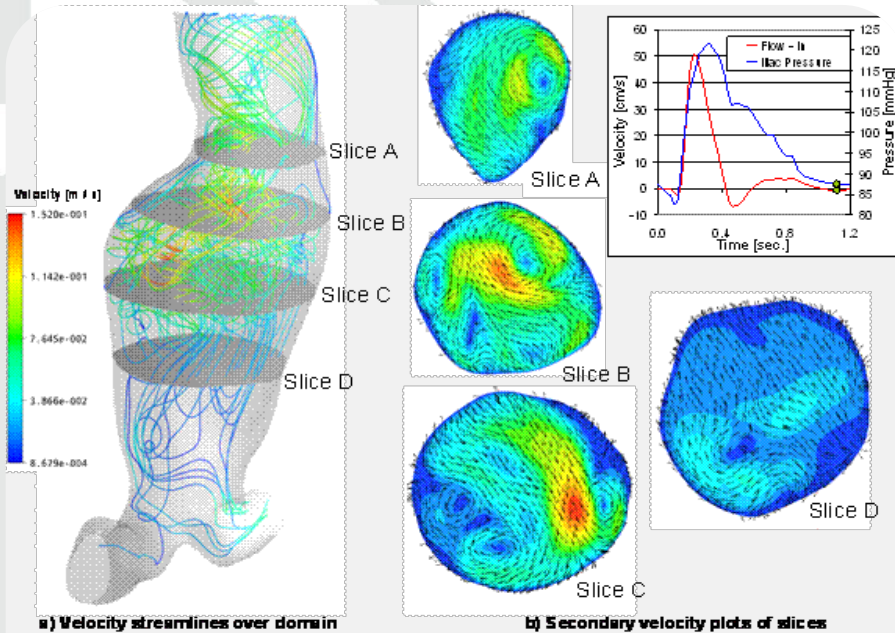 Slice A
Slice B
Slice C
Slice D
Velocity [m / s]
1.520e-001
1.142e-001
7.645e-002
3.866e-002
8.679e-004
a) Velocity streamlines over domain
Slice A
Slice B
Slice C
Slice D
b) Secondary velocity plots of slices
Flow - In
Iliac Pressure
Velocity [cm/s]
60
50
40
30
20
10
0
-10
125
120
115
110
105
100
95
90
85
80
Pressure [mmHg]
0.0
0.4
0.8
1.2
Time [sec.]